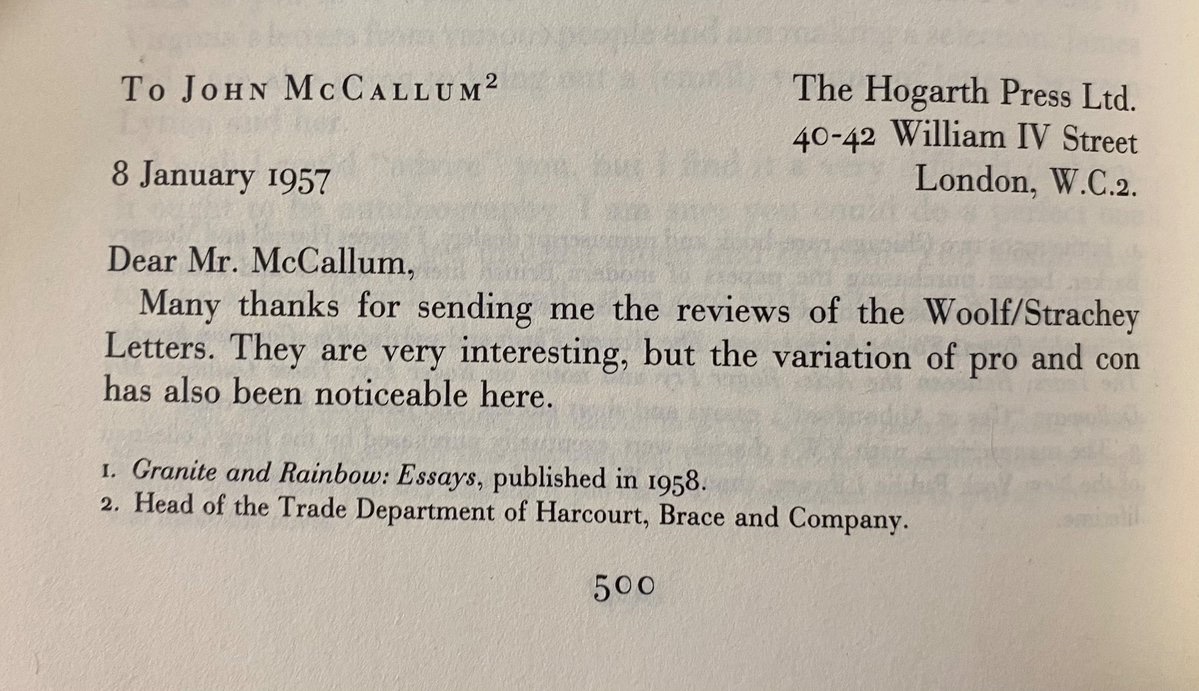 To John McCallum²
The Hogarth Press Ltd.
40-42 William IV Street
8 January 1957
London, W.C.2.
Dear Mr. McCallum,
Many thanks for sending me the reviews of the Woolf/Strachey
Letters. They are very interesting, but the variation of pro and con
has also been noticeable here.
1. Granite and Rainbow: Essays, published in 1958.
2. Head of the Trade Department of Harcourt, Brace and Company.
500